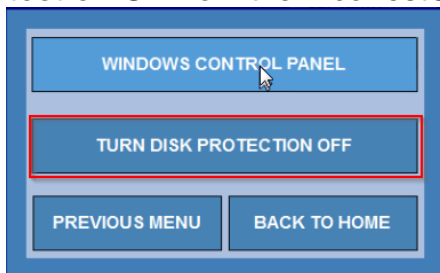 WINDOWS CONTROL PANEL
TURN DISK PROTECTION OFF
PREVIOUS MENU
BACK TO HOME